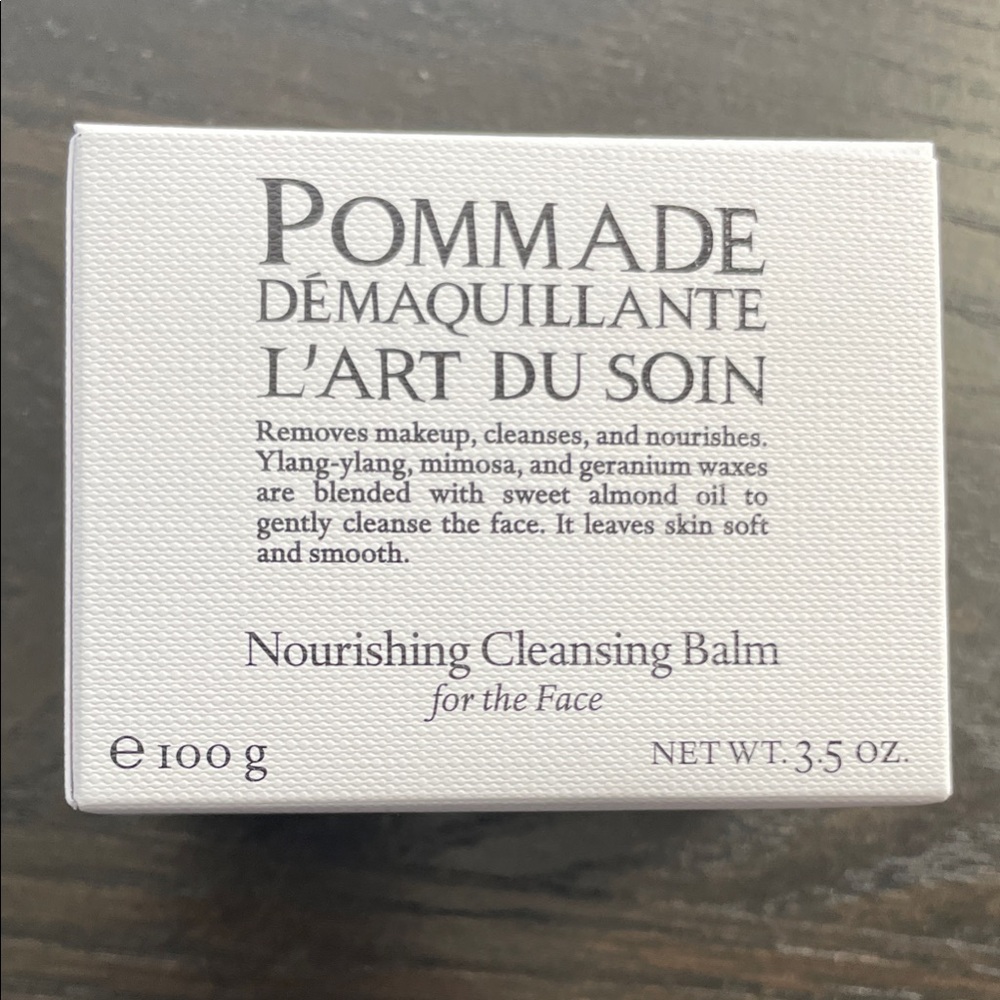 POMMADE
DÉMAQUILLANTE
L'ART DU SOIN
Removes makeup, cleanses, and nourishes.
Ylang-ylang, mimosa, and geranium waxes
are blended with sweet almond oil to
gently cleanse the face. It leaves skin soft
and smooth.
Nourishing Cleansing Balm
for the Face
℮ 100 g
NET WT. 3.5 OZ.